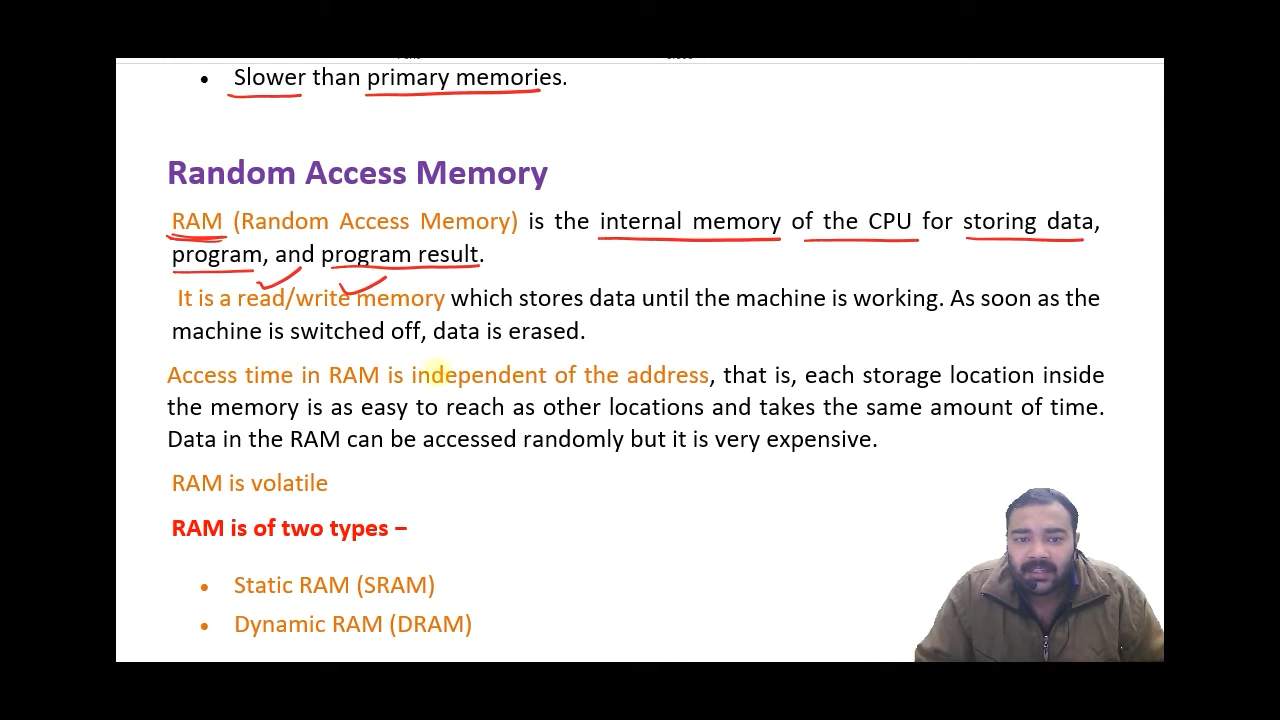 • Slower than primary memories.
Random Access Memory
RAM (Random Access Memory) is the internal memory of the CPU for storing data,
program, and program result.
It is a read/write memory which stores data until the machine is working. As soon as the
machine is switched off, data is erased.
Access time in RAM is independent of the address, that is, each storage location inside
the memory is as easy to reach as other locations and takes the same amount of time.
Data in the RAM can be accessed randomly but it is very expensive.
RAM is volatile
RAM is of two types –
• Static RAM (SRAM)
• Dynamic RAM (DRAM)